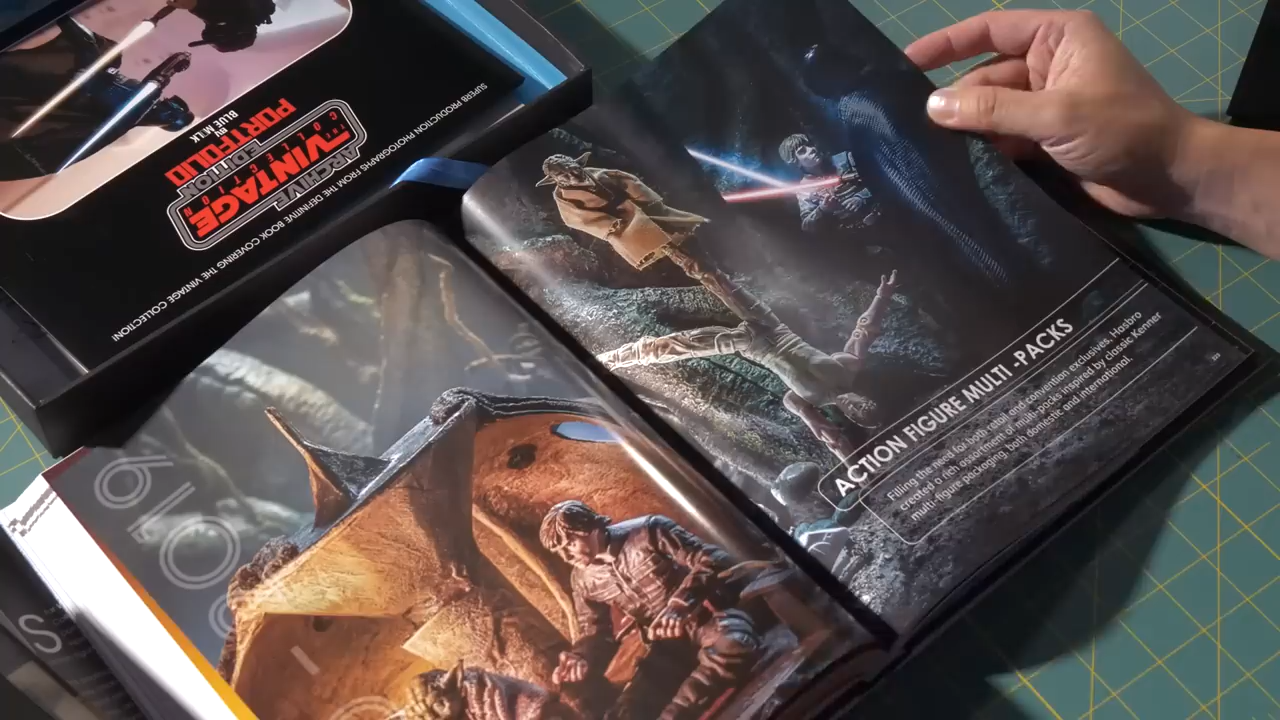 SUPERB PRODUCTION PHOTOGRAPHS FROM THE DEFINITIVE BOOK COVERING THE VINTAGE COLLECTION!
THE
VINTAGE
COLLECTION
ARCHIVE
EDITION
PORTFOLIO
BY
BLUE MILK
ACTION FIGURE MULTI -PACKS
Filling the need for both retail and convention exclusives, Hasbro
created a rich assortment of multi-packs inspired by classic Kenner
multi-figure packaging, both domestic and international.
S